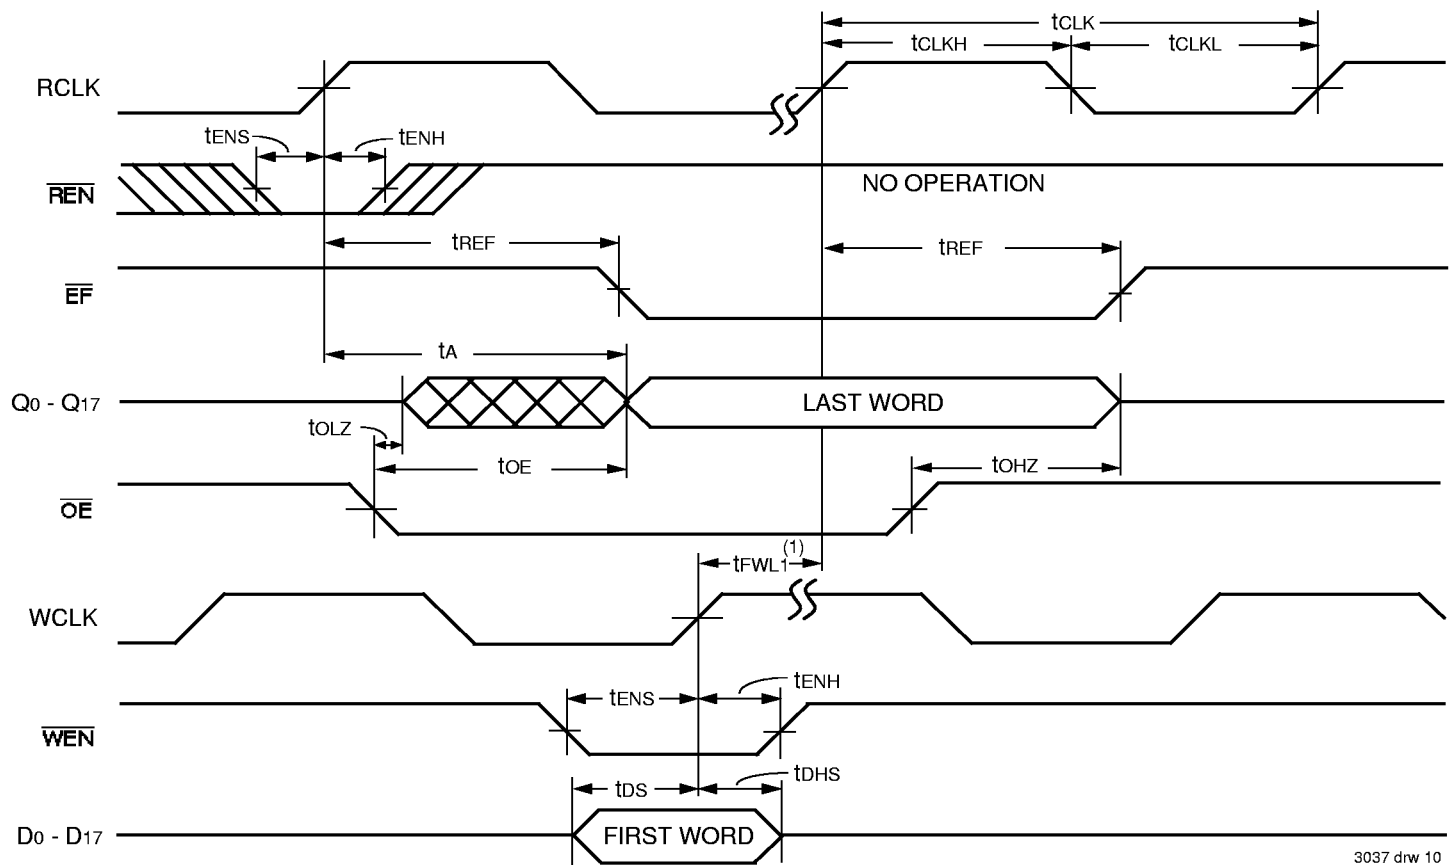 tCLK
tCLKH
tCLKL
RCLK
tENS
tENH
REN
NO OPERATION
tREF
tREF
EF
tA
Q0 - Q17
LAST WORD
tOLZ
tOE
tOHZ
OE
tFWL1(1)
WCLK
tENS
tENH
WEN
tDS
tDHS
D0 - D17
FIRST WORD
3037 drw 10